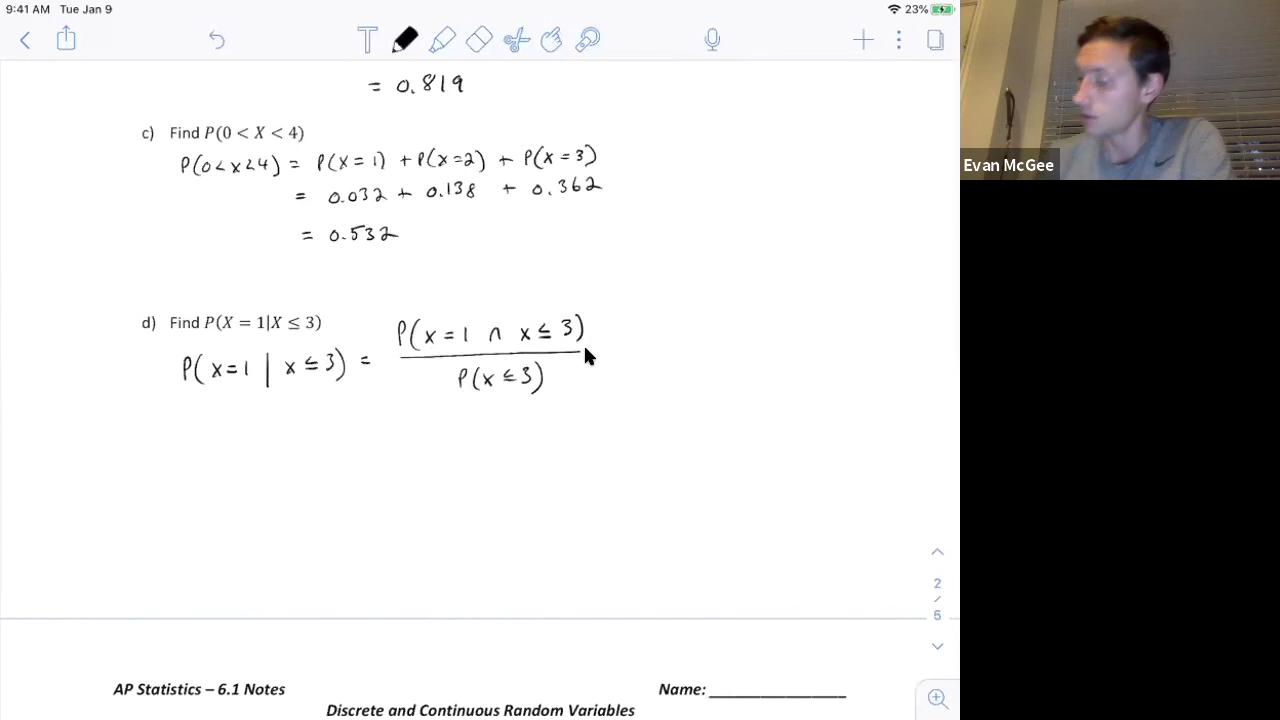 9:41 AM Tue Jan 9
23%
= 0.819
c) Find P(0 < X < 4)
P(0<x<4) = P(x=1) + P(x=2) + P(x=3)
= 0.032 + 0.138 + 0.362
= 0.532
d) Find P(X = 1|X ≤ 3)
P(x=1 ∩ x≤3)
P(x=1 | x≤3) =
P(x≤3)
Evan McGee
2
/
5
AP Statistics – 6.1 Notes
Name: __________________
Discrete and Continuous Random Variables